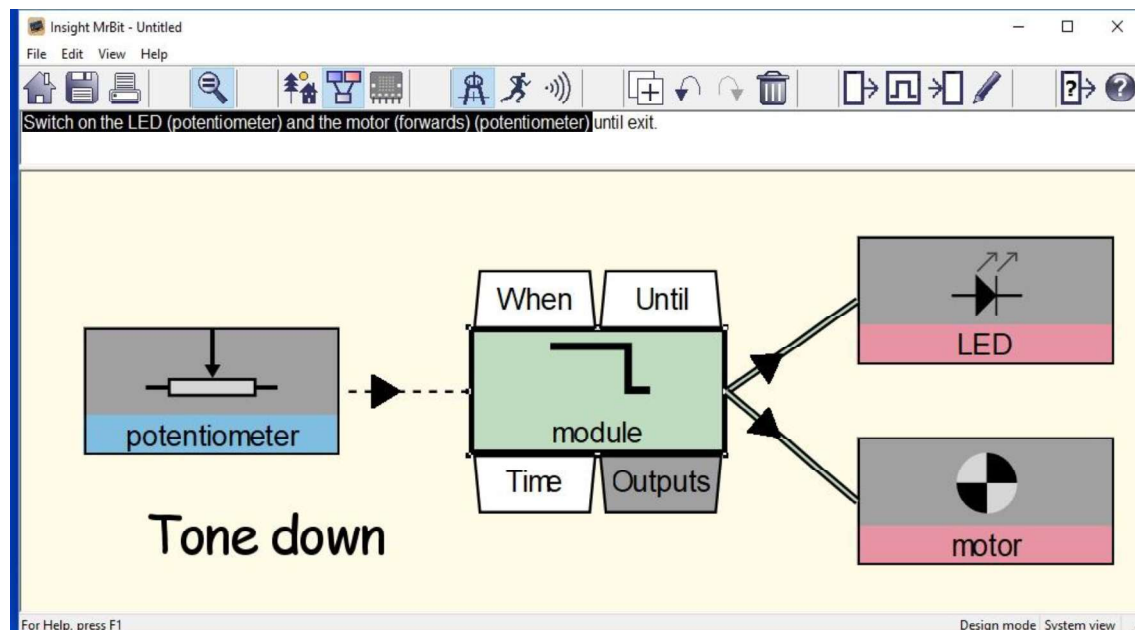 Insight MrBit - Untitled
File Edit View Help
Switch on the LED (potentiometer) and the motor (forwards) (potentiometer) until exit.
When Until
LED
potentiometer
module
Time Outputs
Tone down
motor
For Help, press F1
Design mode System view